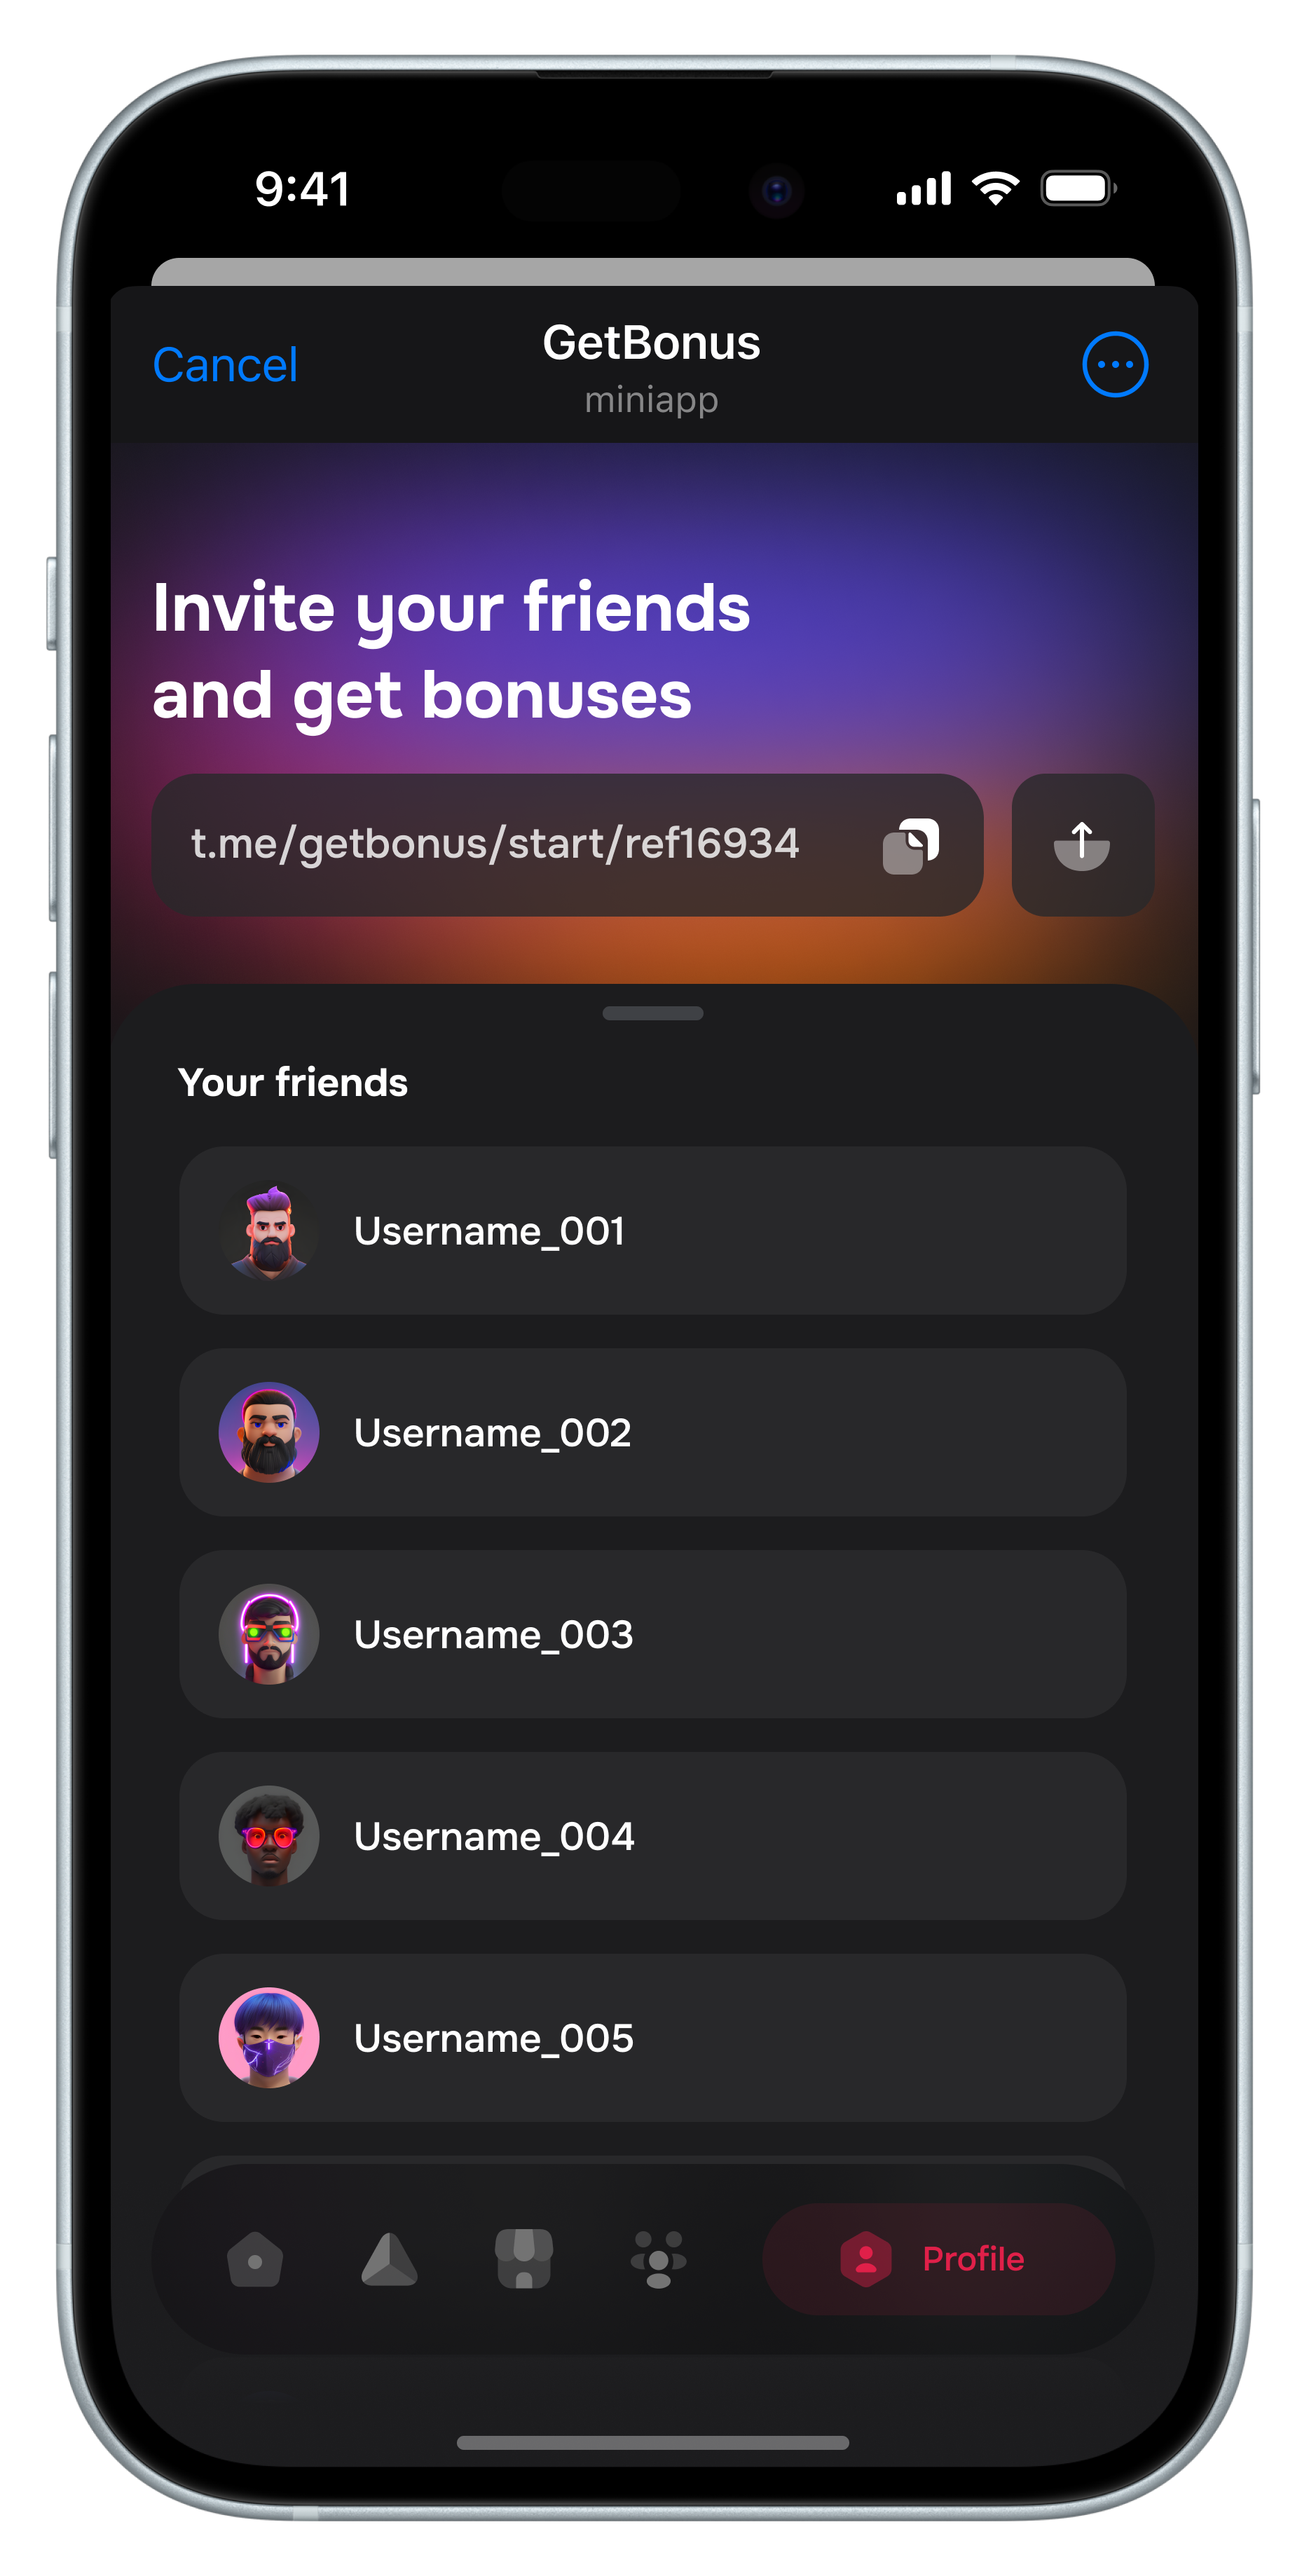 9:41
Cancel
GetBonus
miniapp
Invite your friends
and get bonuses
t.me/getbonus/start/ref16934
Your friends
Username_001
Username_002
Username_003
Username_004
Username_005
Profile